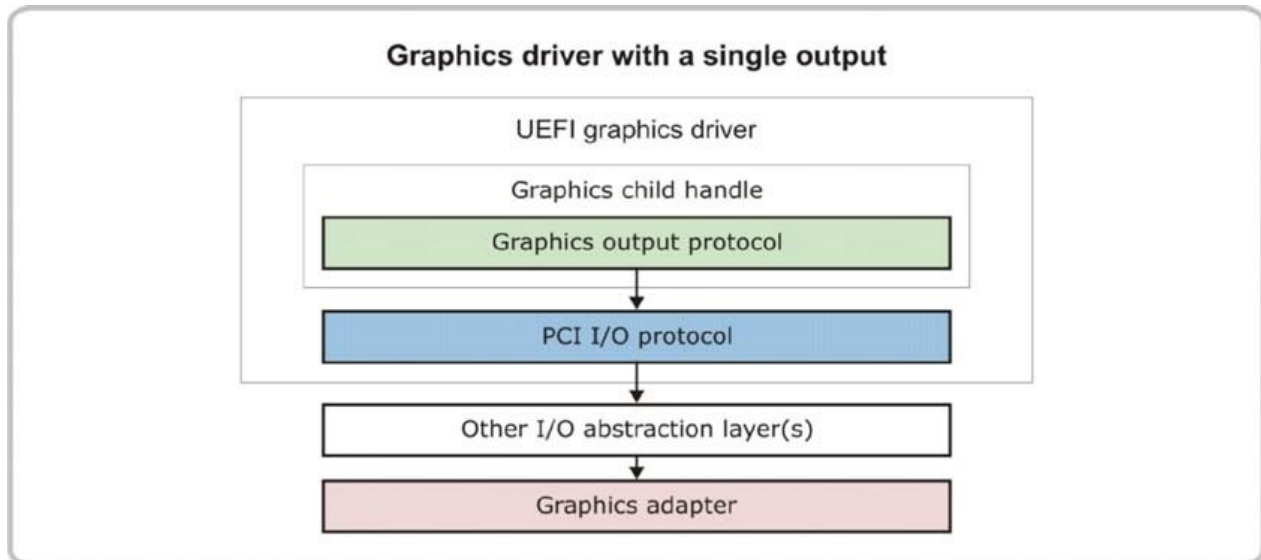 Graphics driver with a single output
UEFI graphics driver
Graphics child handle
Graphics output protocol
PCI I/O protocol
Other I/O abstraction layer(s)
Graphics adapter